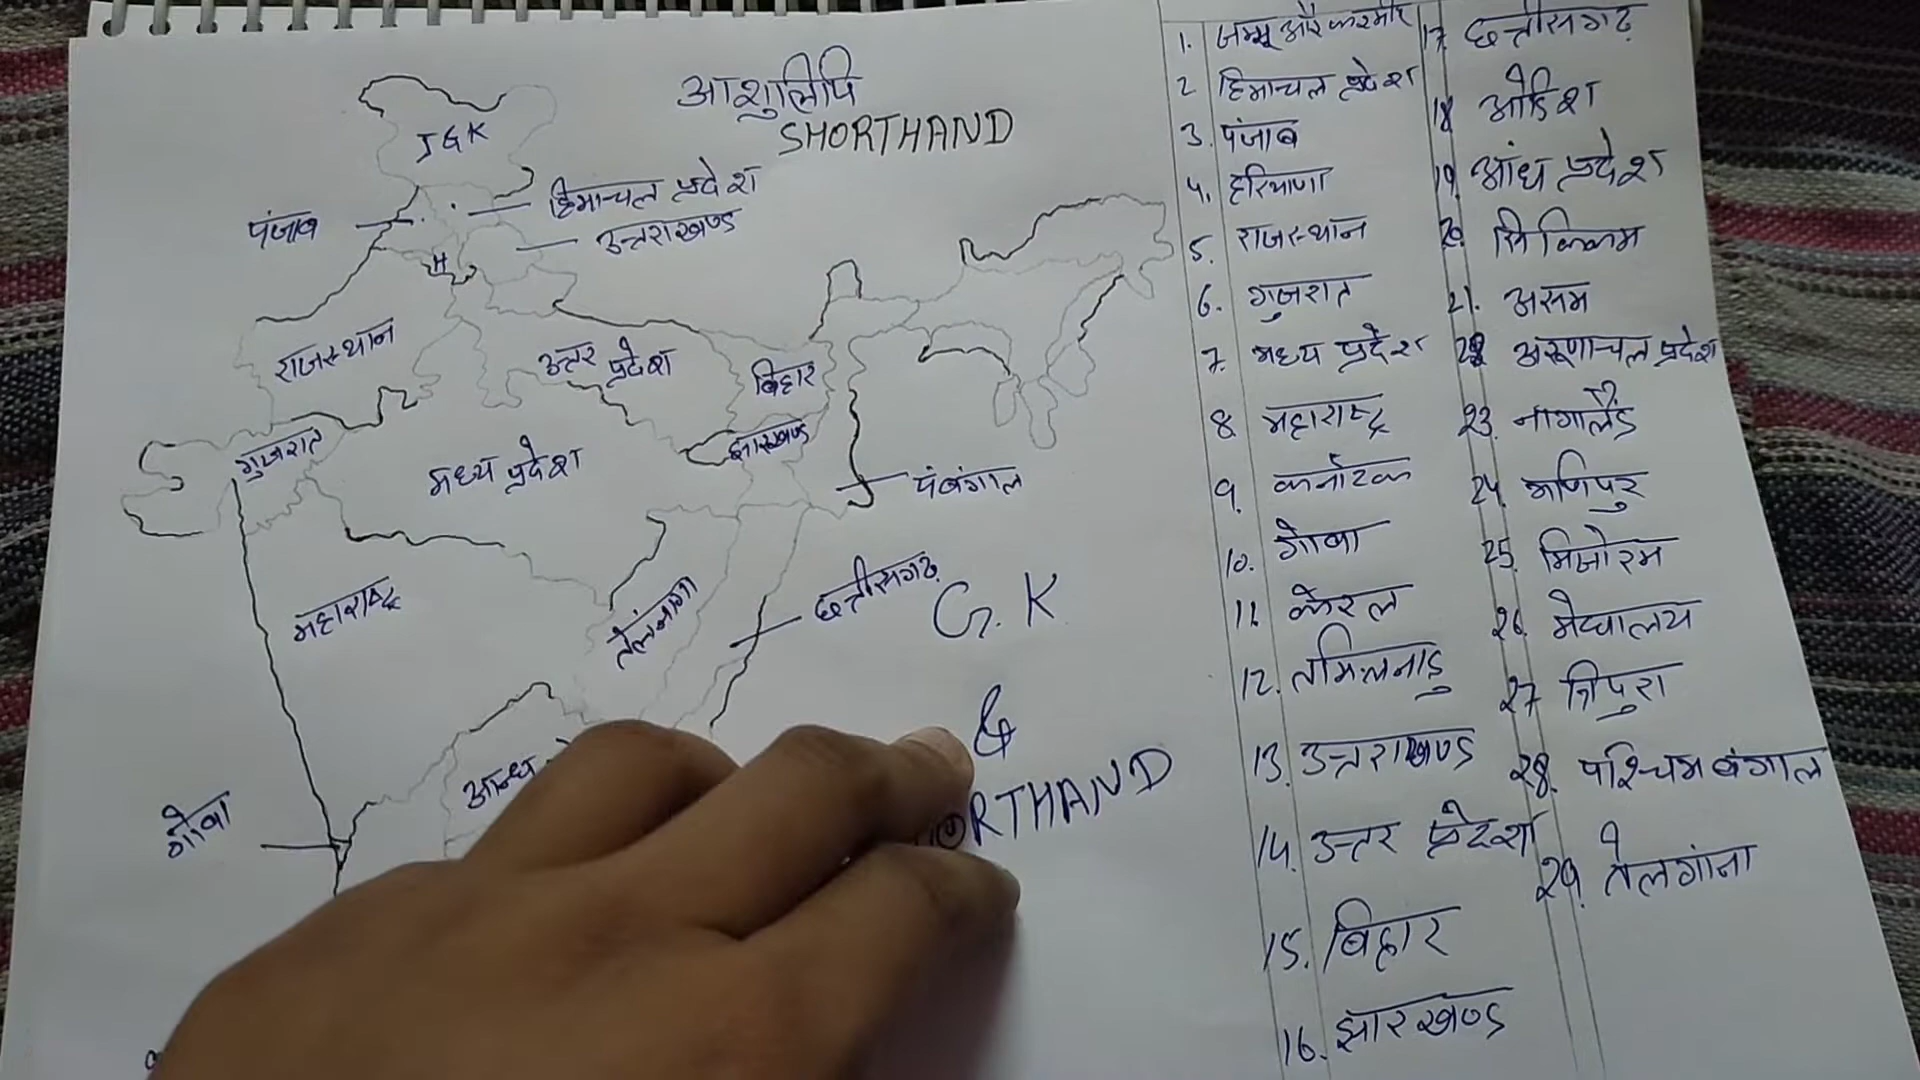 आशुलिपि
SHORTHAND
J&K
हिमाचल प्रदेश
पंजाब
उत्तराखण्ड
H
राजस्थान
उत्तर प्रदेश
बिहार
गुजरात
झारखण्ड
मध्य प्रदेश
पं बंगाल
छत्तीसगढ़
G. K
महाराष्ट्र
तेलनागा
&
ORTHAND
आन्ध्र
गोवा
1. जम्मू और कश्मीर
2 हिमाचल प्रदेश
3. पंजाब
4. हरियाणा
5. राजस्थान
6. गुजरात
7. मध्य प्रदेश
8 महाराष्ट्र
9. कर्नाटक
10. गोवा
11. केरल
12. तमिलनाडु
13. उत्तराखण्ड
14. उत्तर प्रदेश
15. बिहार
16. झारखण्ड
17. छत्तीसगढ़
18 ओडिशा
19. आंध्र प्रदेश
20. सिक्किम
21. असम
22 अरूणाचल प्रदेश
23. नागालैंड
24. मणिपुर
25. मिजोरम
26. मेघालय
27 त्रिपुरा
28. पश्चिम बंगाल
29. तेलगांना